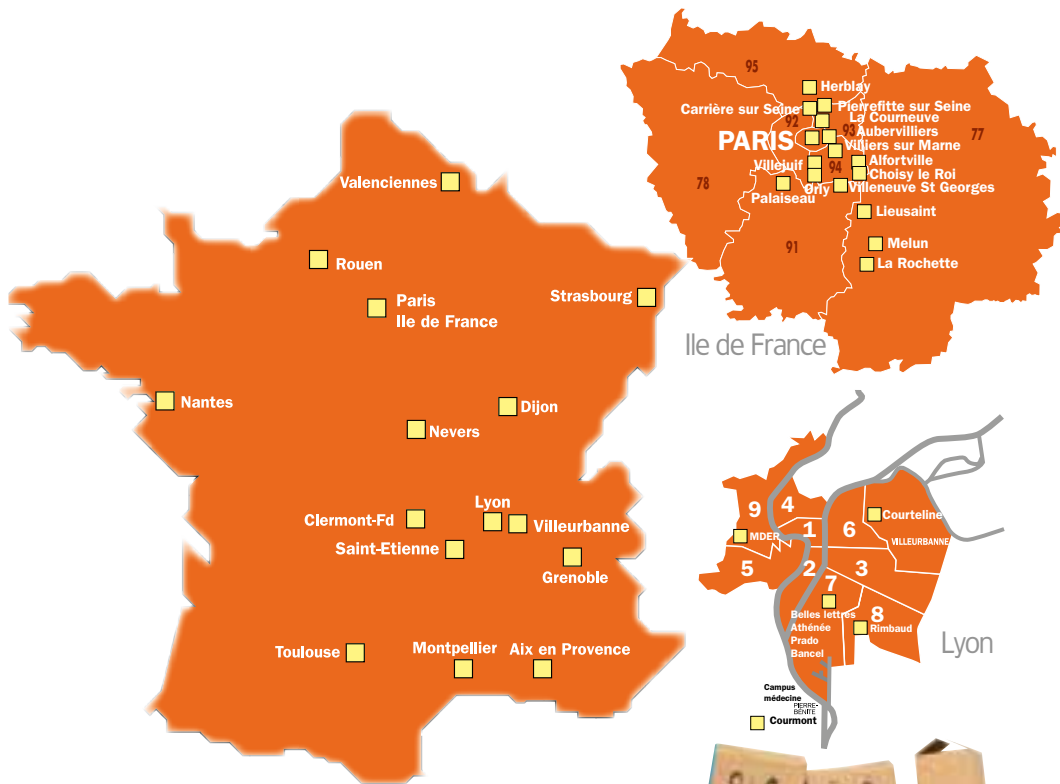 Valenciennes
Rouen
Paris
Ile de France
Strasbourg
Nantes
Dijon
Nevers
Clermont-Fd
Lyon
Villeurbanne
Saint-Etienne
Grenoble
Toulouse
Montpellier
Aix en Provence
95
Herblay
Carrière sur Seine
Pierrefitte sur Seine
92
La Courneuve
93
Aubervilliers
77
PARIS
Villiers sur Marne
Villejuif
94
Alfortville
Choisy le Roi
78
Orly
Villeneuve St Georges
Palaiseau
Lieusaint
91
Melun
La Rochette
Ile de France
9
4
1
6
Courteline
MDER
VILLEURBANNE
5
2
3
7
Belles lettres
8
Athénée
Rimbaud
Prado
Bancel
Lyon
Campus
médecine
PIERRE-
BÉNITE
Courmont